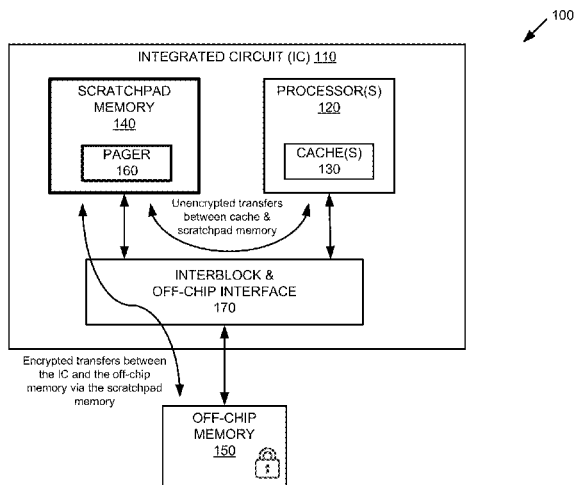 100
INTEGRATED CIRCUIT (IC) 110
SCRATCHPAD
MEMORY
140
PAGER
160
PROCESSOR(S)
120
CACHE(S)
130
Unencrypted transfers
between cache &
scratchpad memory
INTERBLOCK &
OFF-CHIP INTERFACE
170
Encrypted transfers between
the IC and the off-chip
memory via the scratchpad
memory
OFF-CHIP
MEMORY
150